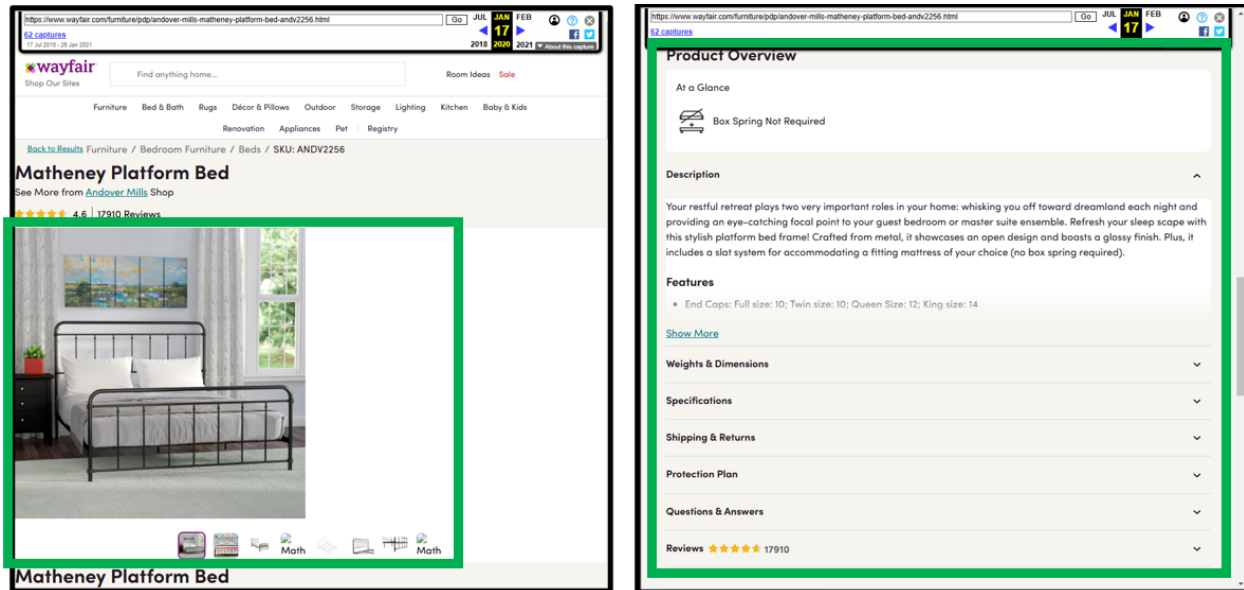 https://www.wayfair.com/furniture/pdp/andover-mills-matheney-platform-bed-andv2256.html Go JUL JAN FEB
62 captures 17
17 Jul 2018 - 28 Jan 2021 2018 2020 2021 About this capture
wayfair
Shop Our Sites
Find anything home...
Room Ideas Sale
Furniture Bed & Bath Rugs Décor & Pillows Outdoor Storage Lighting Kitchen Baby & Kids
Renovation Appliances Pet Registry
Back to Results Furniture / Bedroom Furniture / Beds / SKU: ANDV2256
Matheney Platform Bed
See More from Andover Mills Shop
4.6 17910 Reviews
Math Math
Matheney Platform Bed
https://www.wayfair.com/furniture/pdp/andover-mills-matheney-platform-bed-andv2256.html Go JUL JAN FEB
62 captures 17
Product Overview
At a Glance
Box Spring Not Required
Description
Your restful retreat plays two very important roles in your home: whisking you off toward dreamland each night and
providing an eye-catching focal point to your guest bedroom or master suite ensemble. Refresh your sleep scape with
this stylish platform bed frame! Crafted from metal, it showcases an open design and boasts a glossy finish. Plus, it
includes a slat system for accommodating a fitting mattress of your choice (no box spring required).
Features
• End Caps: Full size: 10; Twin size: 10; Queen Size: 12; King size: 14
Show More
Weights & Dimensions
Specifications
Shipping & Returns
Protection Plan
Questions & Answers
Reviews 17910